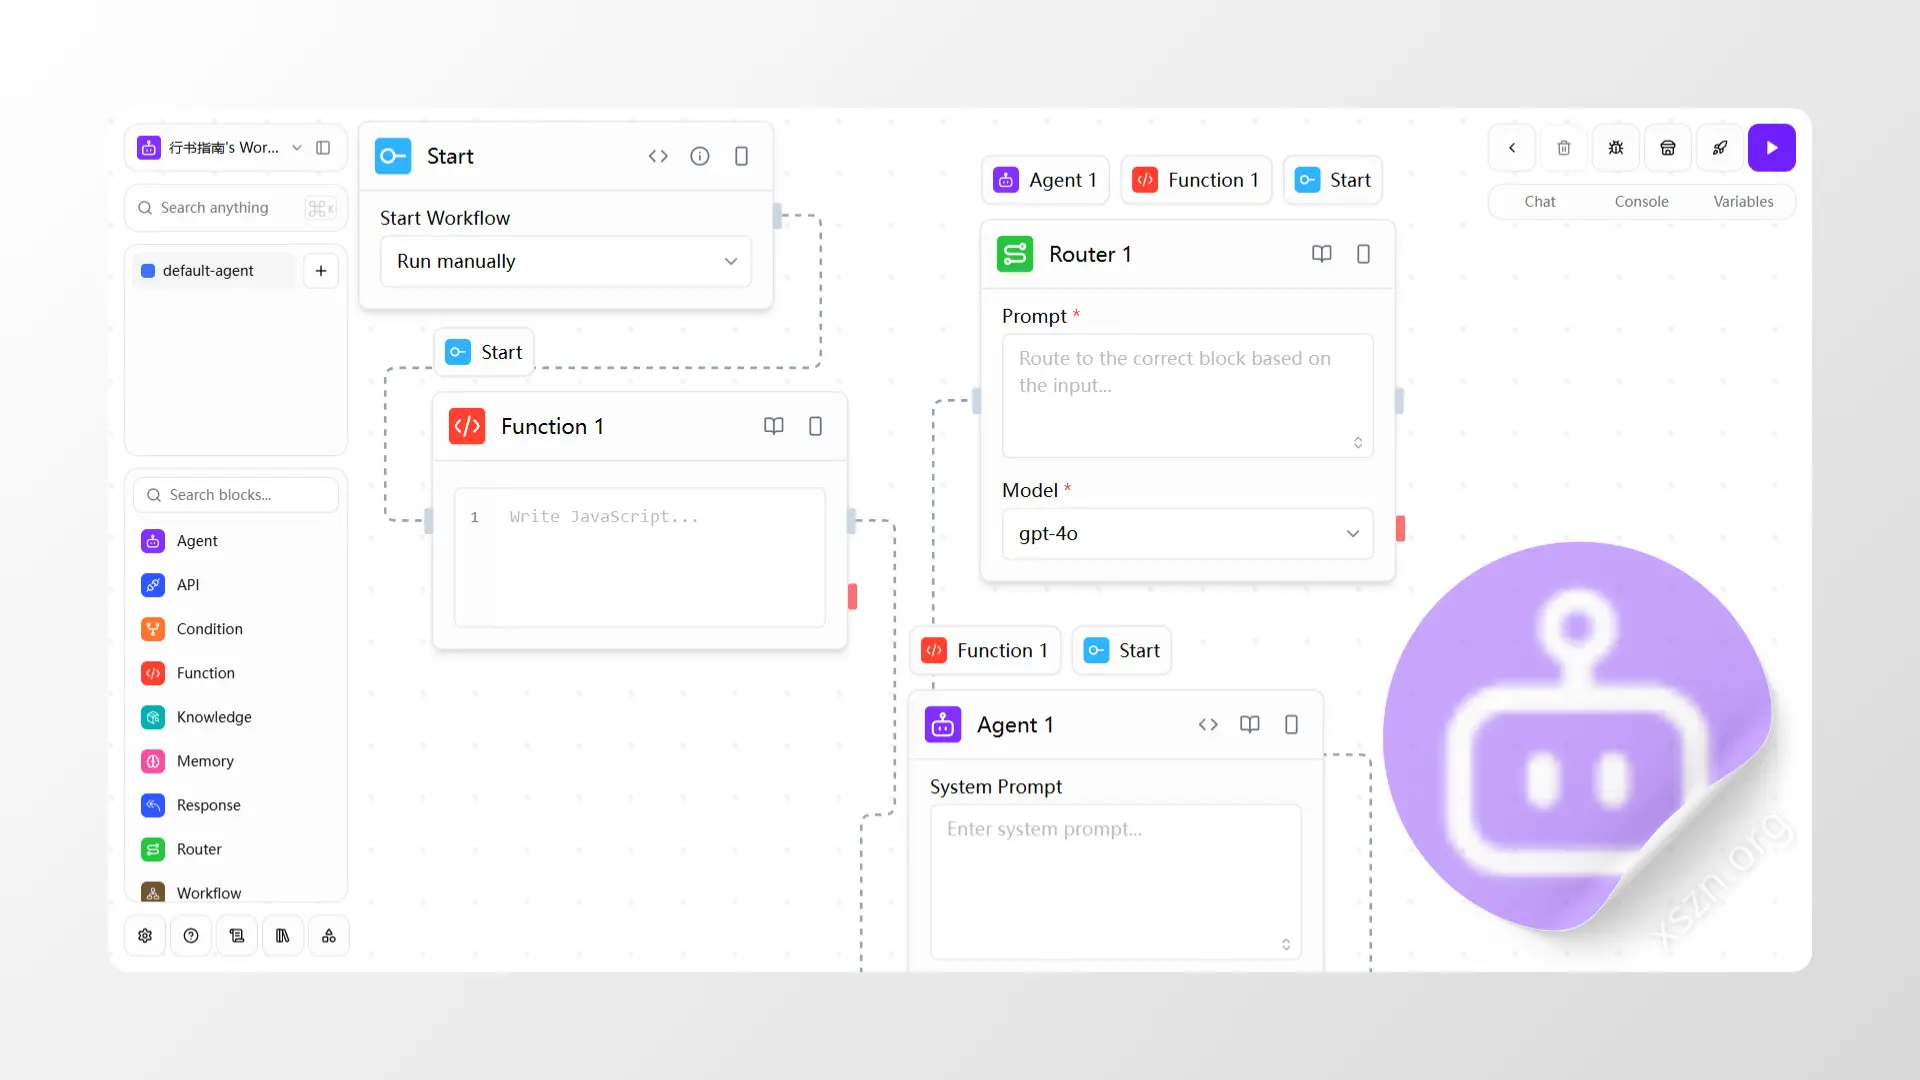 行书指南's Wor...
Search anything
⌘K
default-agent
Search blocks...
Agent
API
Condition
Function
Knowledge
Memory
Response
Router
Workflow
Start
Start Workflow
Run manually
Start
Function 1
1 Write JavaScript...
Agent 1
Function 1
Start
Router 1
Prompt *
Route to the correct block based on
the input...
Model *
gpt-4o
Function 1
Start
Agent 1
System Prompt
Enter system prompt...
Chat
Console
Variables
xszn.org